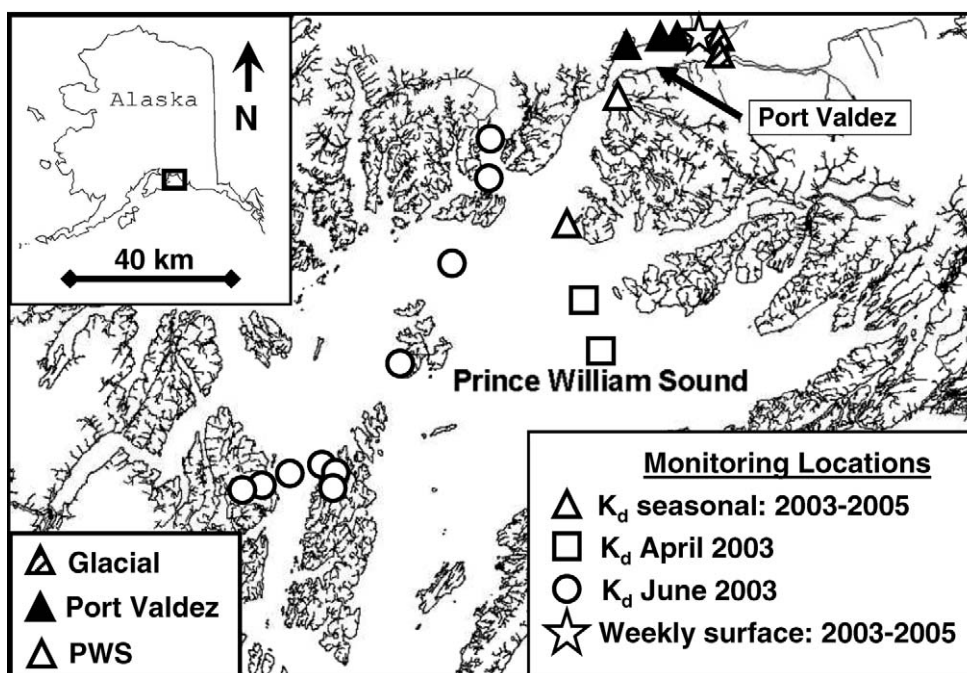 Alaska
N
40 km
Port Valdez
Prince William Sound
Monitoring Locations
K_d seasonal: 2003-2005
K_d April 2003
K_d June 2003
Weekly surface: 2003-2005
Glacial
Port Valdez
PWS